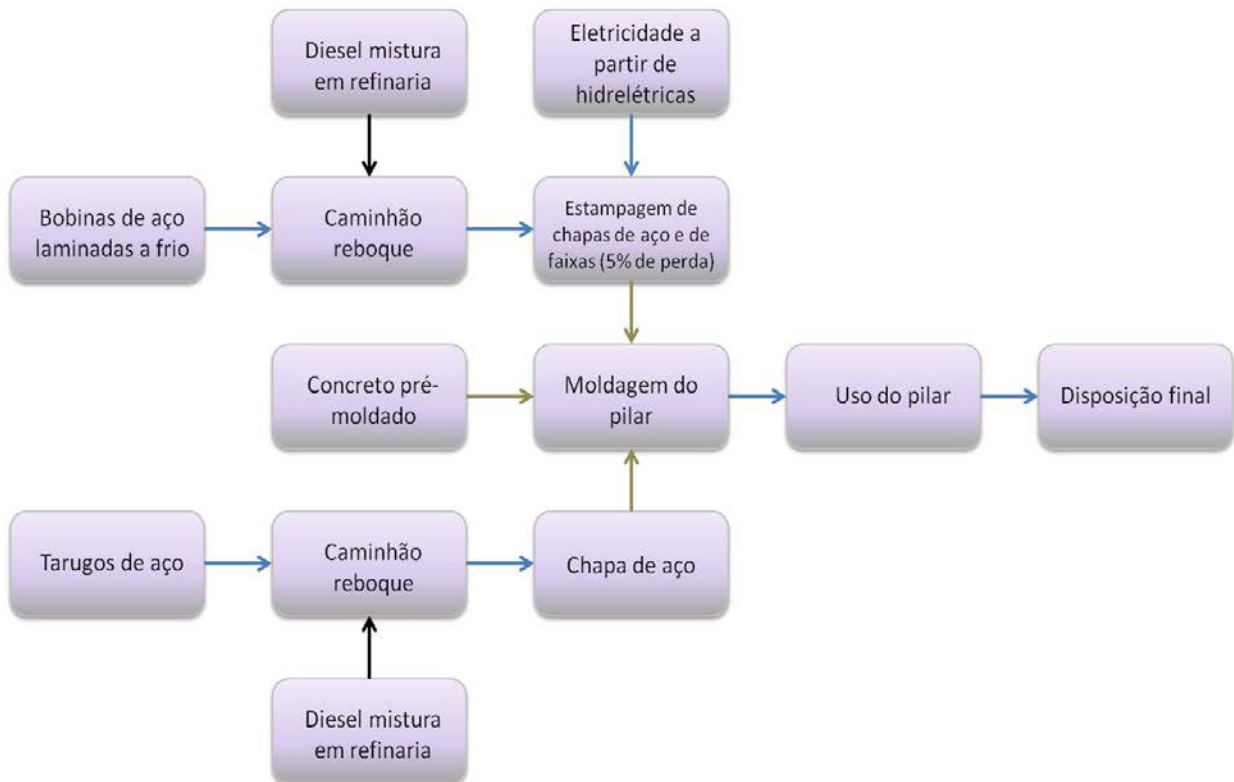 Diesel mistura
em refinaria
Eletricidade a
partir de
hidrelétricas
Bobinas de aço
laminadas a frio
Caminhão
reboque
Estampagem de
chapas de aço e de
faixas (5% de perda)
Concreto pré-
moldado
Moldagem do
pilar
Uso do pilar
Disposição final
Tarugos de aço
Caminhão
reboque
Chapa de aço
Diesel mistura
em refinaria